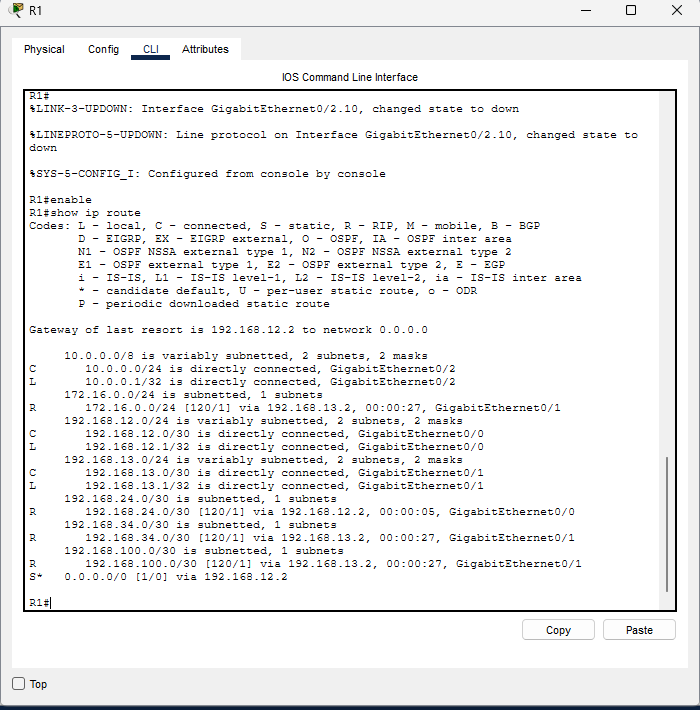 R1
Physical Config CLI Attributes
IOS Command Line Interface
R1#
%LINK-3-UPDOWN: Interface GigabitEthernet0/2.10, changed state to down
%LINEPROTO-5-UPDOWN: Line protocol on Interface GigabitEthernet0/2.10, changed state to
down
%SYS-5-CONFIG_I: Configured from console by console
R1#enable
R1#show ip route
Codes: L - local, C - connected, S - static, R - RIP, M - mobile, B - BGP
D - EIGRP, EX - EIGRP external, O - OSPF, IA - OSPF inter area
N1 - OSPF NSSA external type 1, N2 - OSPF NSSA external type 2
E1 - OSPF external type 1, E2 - OSPF external type 2, E - EGP
i - IS-IS, L1 - IS-IS level-1, L2 - IS-IS level-2, ia - IS-IS inter area
* - candidate default, U - per-user static route, o - ODR
P - periodic downloaded static route
Gateway of last resort is 192.168.12.2 to network 0.0.0.0
10.0.0.0/8 is variably subnetted, 2 subnets, 2 masks
C 10.0.0.0/24 is directly connected, GigabitEthernet0/2
L 10.0.0.1/32 is directly connected, GigabitEthernet0/2
172.16.0.0/24 is subnetted, 1 subnets
R 172.16.0.0/24 [120/1] via 192.168.13.2, 00:00:27, GigabitEthernet0/1
192.168.12.0/24 is variably subnetted, 2 subnets, 2 masks
C 192.168.12.0/30 is directly connected, GigabitEthernet0/0
L 192.168.12.1/32 is directly connected, GigabitEthernet0/0
192.168.13.0/24 is variably subnetted, 2 subnets, 2 masks
C 192.168.13.0/30 is directly connected, GigabitEthernet0/1
L 192.168.13.1/32 is directly connected, GigabitEthernet0/1
192.168.24.0/30 is subnetted, 1 subnets
R 192.168.24.0/30 [120/1] via 192.168.12.2, 00:00:05, GigabitEthernet0/0
192.168.34.0/30 is subnetted, 1 subnets
R 192.168.34.0/30 [120/1] via 192.168.13.2, 00:00:27, GigabitEthernet0/1
192.168.100.0/30 is subnetted, 1 subnets
R 192.168.100.0/30 [120/1] via 192.168.13.2, 00:00:27, GigabitEthernet0/1
S* 0.0.0.0/0 [1/0] via 192.168.12.2
R1#
Copy Paste
Top